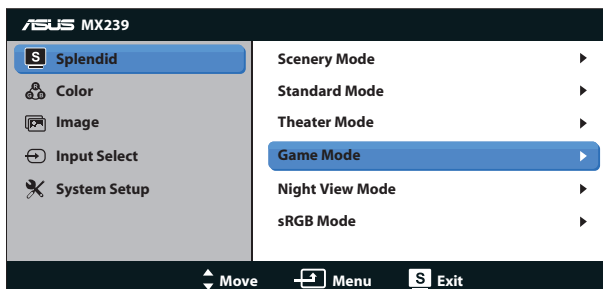 ASUS MX239
S Splendid
Color
Image
Input Select
System Setup
Scenery Mode
Standard Mode
Theater Mode
Game Mode
Night View Mode
sRGB Mode
Move Menu S Exit